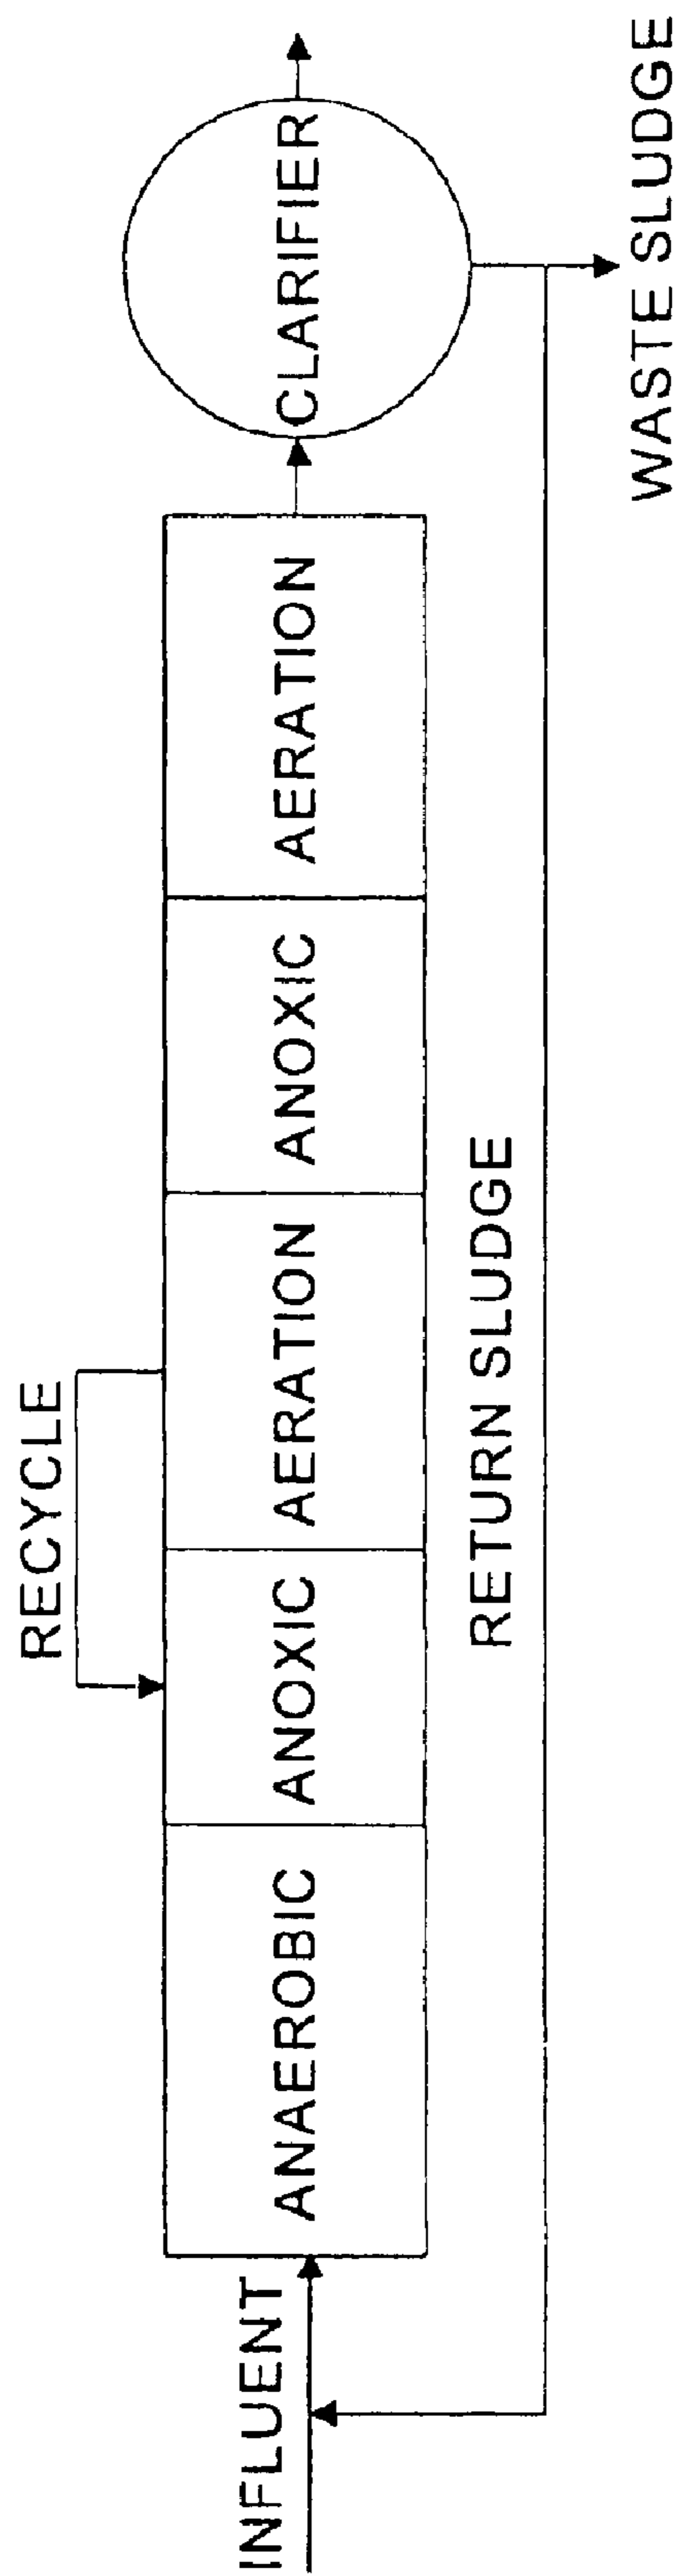 RECYCLE
INFLUENT
ANAEROBIC
ANOXIC
AERATION
ANOXIC
AERATION
CLARIFIER
RETURN SLUDGE
WASTE SLUDGE